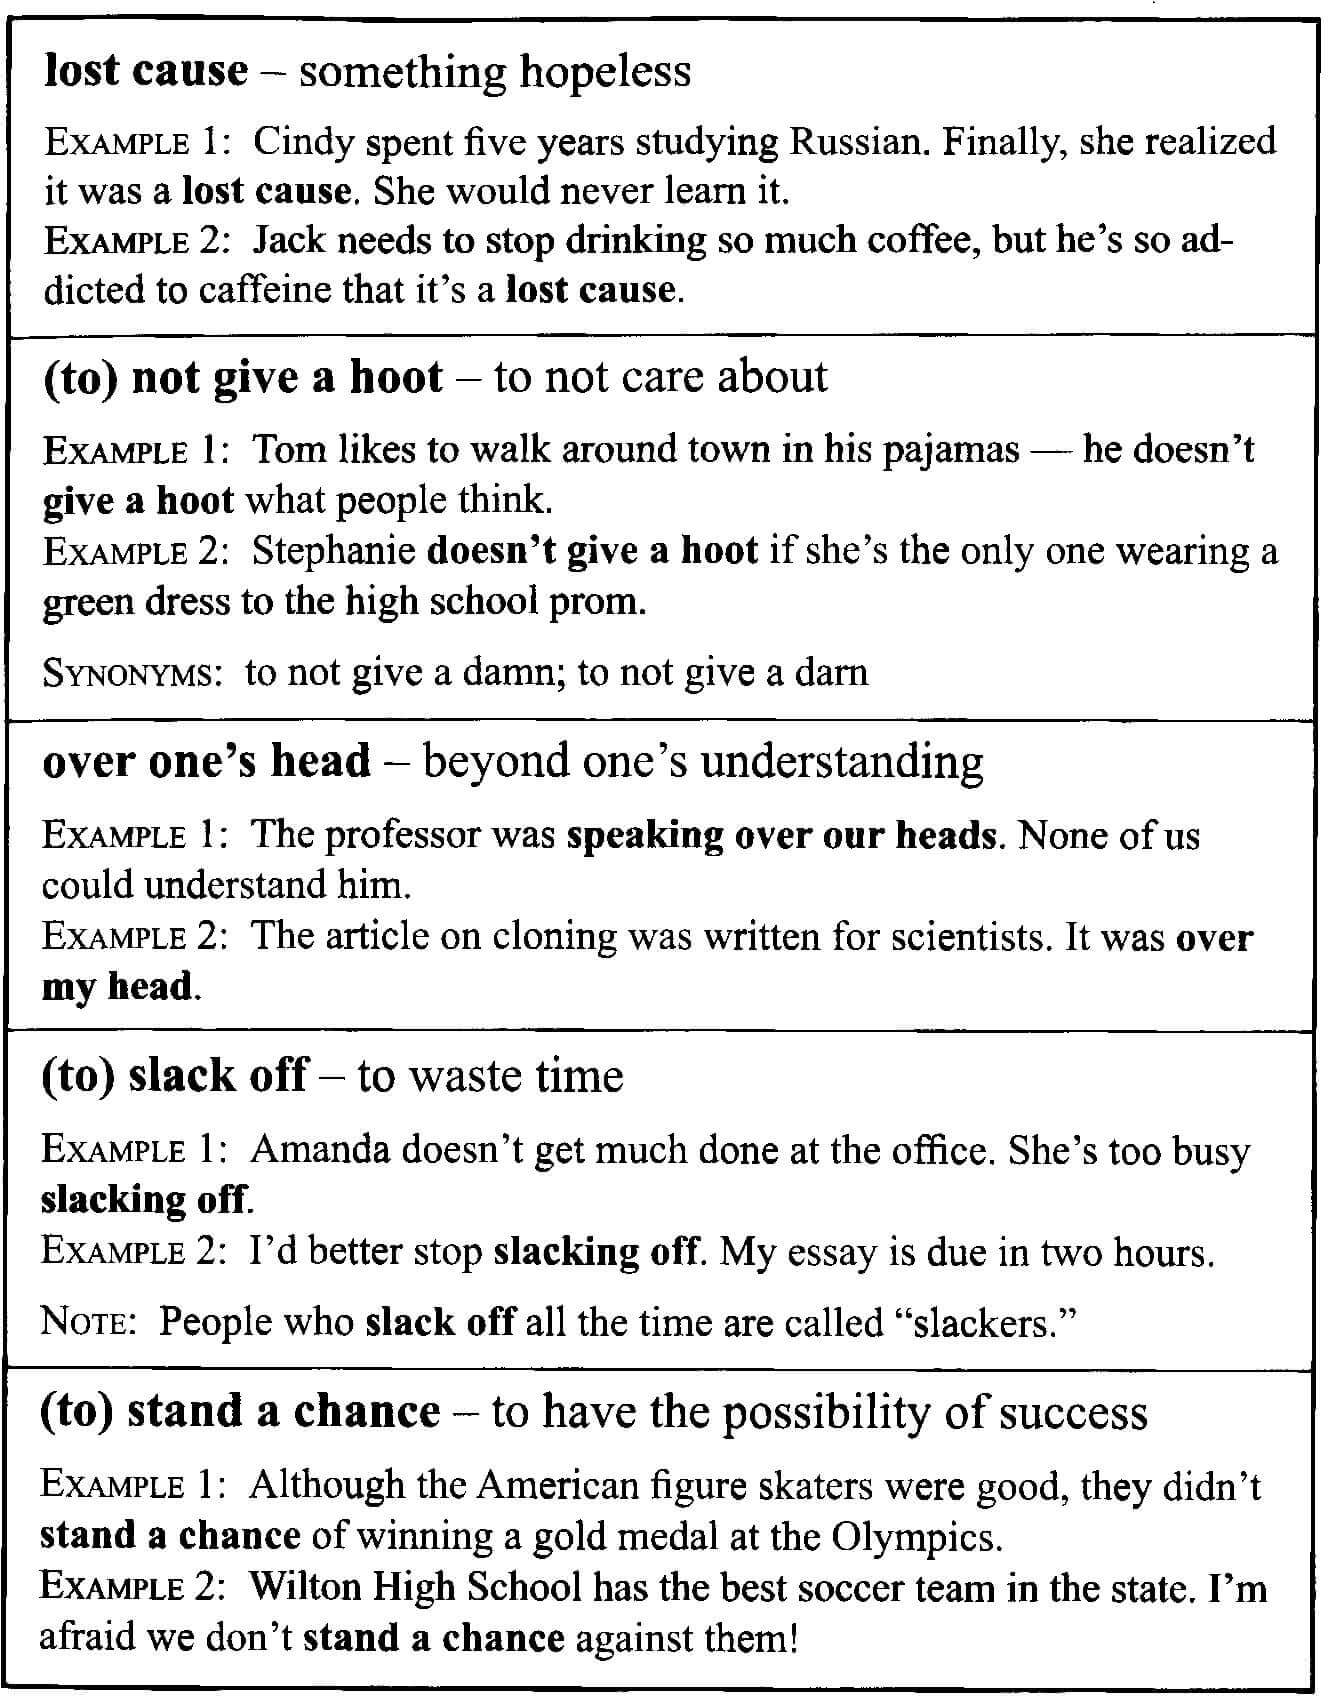 lost cause – something hopeless
EXAMPLE 1: Cindy spent five years studying Russian. Finally, she realized
it was a lost cause. She would never learn it.
EXAMPLE 2: Jack needs to stop drinking so much coffee, but he's so ad-
dicted to caffeine that it's a lost cause.
(to) not give a hoot – to not care about
EXAMPLE 1: Tom likes to walk around town in his pajamas — he doesn't
give a hoot what people think.
EXAMPLE 2: Stephanie doesn't give a hoot if she's the only one wearing a
green dress to the high school prom.
SYNONYMS: to not give a damn; to not give a darn
over one's head – beyond one's understanding
EXAMPLE 1: The professor was speaking over our heads. None of us
could understand him.
EXAMPLE 2: The article on cloning was written for scientists. It was over
my head.
(to) slack off – to waste time
EXAMPLE 1: Amanda doesn't get much done at the office. She's too busy
slacking off.
EXAMPLE 2: I'd better stop slacking off. My essay is due in two hours.
NOTE: People who slack off all the time are called “slackers.”
(to) stand a chance – to have the possibility of success
EXAMPLE 1: Although the American figure skaters were good, they didn't
stand a chance of winning a gold medal at the Olympics.
EXAMPLE 2: Wilton High School has the best soccer team in the state. I'm
afraid we don't stand a chance against them!